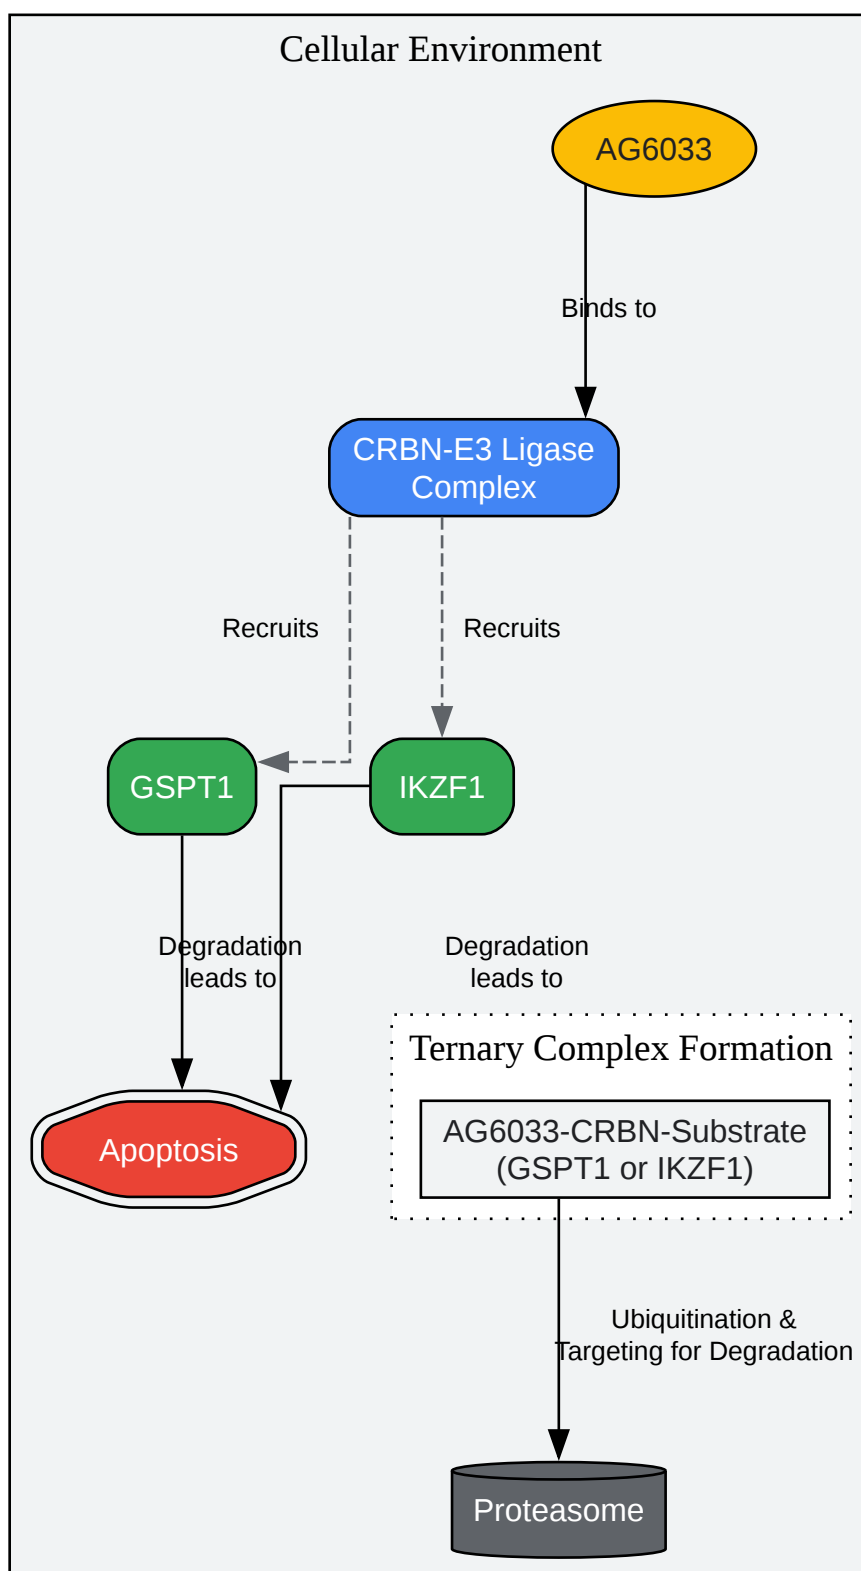 Cellular Environment
AG6033
Binds to
CRBN-E3 Ligase
Complex
Recruits
Recruits
GSPT1
IKZF1
Degradation
leads to
Degradation
leads to
Ternary Complex Formation
AG6033-CRBN-Substrate
(GSPT1 or IKZF1)
Apoptosis
Ubiquitination &
Targeting for Degradation
Proteasome